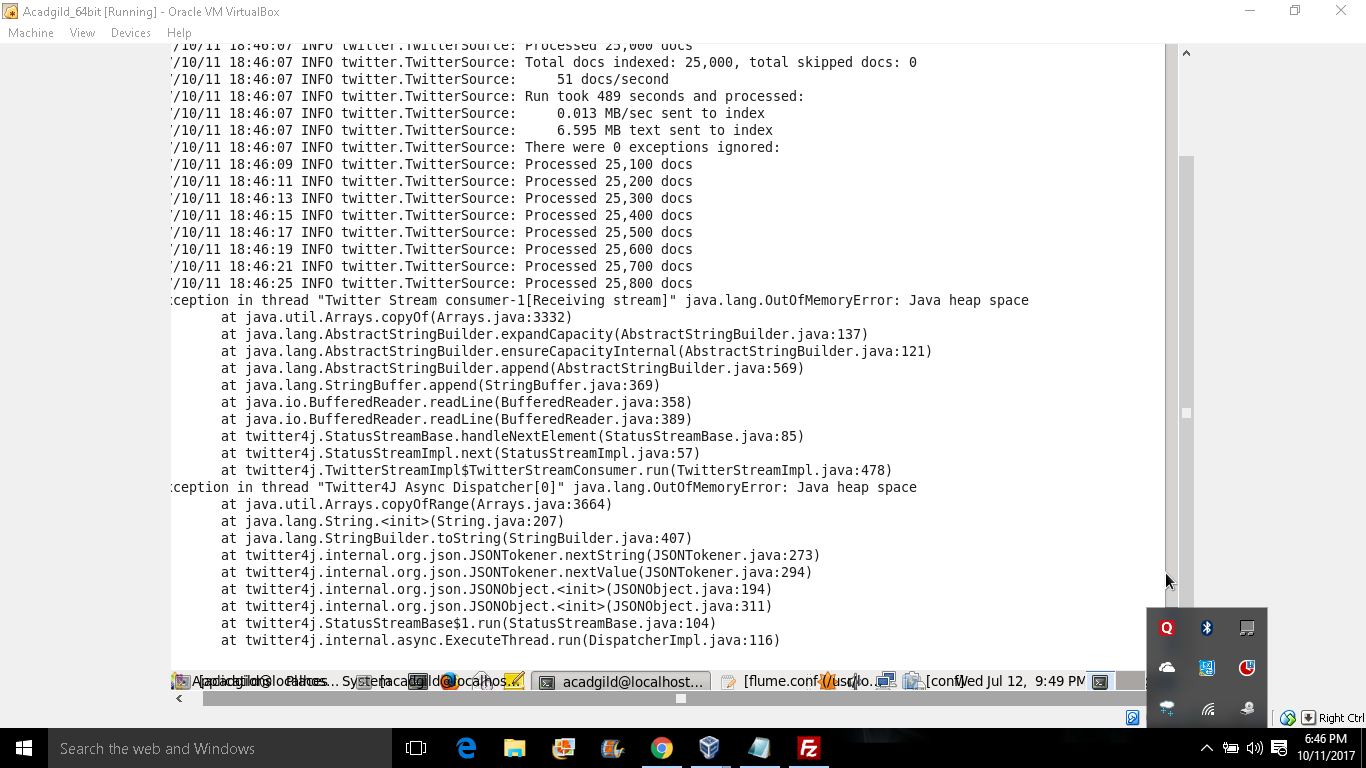 Acadgild_64bit [Running] - Oracle VM VirtualBox
Machine View Devices Help
/10/11 18:46:07 INFO twitter.TwitterSource: Processed 25,000 docs
/10/11 18:46:07 INFO twitter.TwitterSource: Total docs indexed: 25,000, total skipped docs: 0
/10/11 18:46:07 INFO twitter.TwitterSource:     51 docs/second
/10/11 18:46:07 INFO twitter.TwitterSource: Run took 489 seconds and processed:
/10/11 18:46:07 INFO twitter.TwitterSource:     0.013 MB/sec sent to index
/10/11 18:46:07 INFO twitter.TwitterSource:     6.595 MB text sent to index
/10/11 18:46:07 INFO twitter.TwitterSource: There were 0 exceptions ignored:
/10/11 18:46:09 INFO twitter.TwitterSource: Processed 25,100 docs
/10/11 18:46:11 INFO twitter.TwitterSource: Processed 25,200 docs
/10/11 18:46:13 INFO twitter.TwitterSource: Processed 25,300 docs
/10/11 18:46:15 INFO twitter.TwitterSource: Processed 25,400 docs
/10/11 18:46:17 INFO twitter.TwitterSource: Processed 25,500 docs
/10/11 18:46:19 INFO twitter.TwitterSource: Processed 25,600 docs
/10/11 18:46:21 INFO twitter.TwitterSource: Processed 25,700 docs
/10/11 18:46:25 INFO twitter.TwitterSource: Processed 25,800 docs
xception in thread "Twitter Stream consumer-1[Receiving stream]" java.lang.OutOfMemoryError: Java heap space
at java.util.Arrays.copyOf(Arrays.java:3332)
at java.lang.AbstractStringBuilder.expandCapacity(AbstractStringBuilder.java:137)
at java.lang.AbstractStringBuilder.ensureCapacityInternal(AbstractStringBuilder.java:121)
at java.lang.AbstractStringBuilder.append(AbstractStringBuilder.java:569)
at java.lang.StringBuffer.append(StringBuffer.java:369)
at java.io.BufferedReader.readLine(BufferedReader.java:358)
at java.io.BufferedReader.readLine(BufferedReader.java:389)
at twitter4j.StatusStreamBase.handleNextElement(StatusStreamBase.java:85)
at twitter4j.StatusStreamImpl.next(StatusStreamImpl.java:57)
at twitter4j.TwitterStreamImpl$TwitterStreamConsumer.run(TwitterStreamImpl.java:478)
xception in thread "Twitter4J Async Dispatcher[0]" java.lang.OutOfMemoryError: Java heap space
at java.util.Arrays.copyOfRange(Arrays.java:3664)
at java.lang.String.<init>(String.java:207)
at java.lang.StringBuilder.toString(StringBuilder.java:407)
at twitter4j.internal.org.json.JSONTokener.nextString(JSONTokener.java:273)
at twitter4j.internal.org.json.JSONTokener.nextValue(JSONTokener.java:294)
at twitter4j.internal.org.json.JSONObject.<init>(JSONObject.java:194)
at twitter4j.internal.org.json.JSONObject.<init>(JSONObject.java:311)
at twitter4j.StatusStreamBase$1.run(StatusStreamBase.java:104)
at twitter4j.internal.async.ExecuteThread.run(DispatcherImpl.java:116)
System [acadgild@localhos... acadgild@localhost... [flume.conf (/usr/lo... [conf] Wed Jul 12, 9:49 PM
Right Ctrl
Search the web and Windows
6:46 PM
10/11/2017